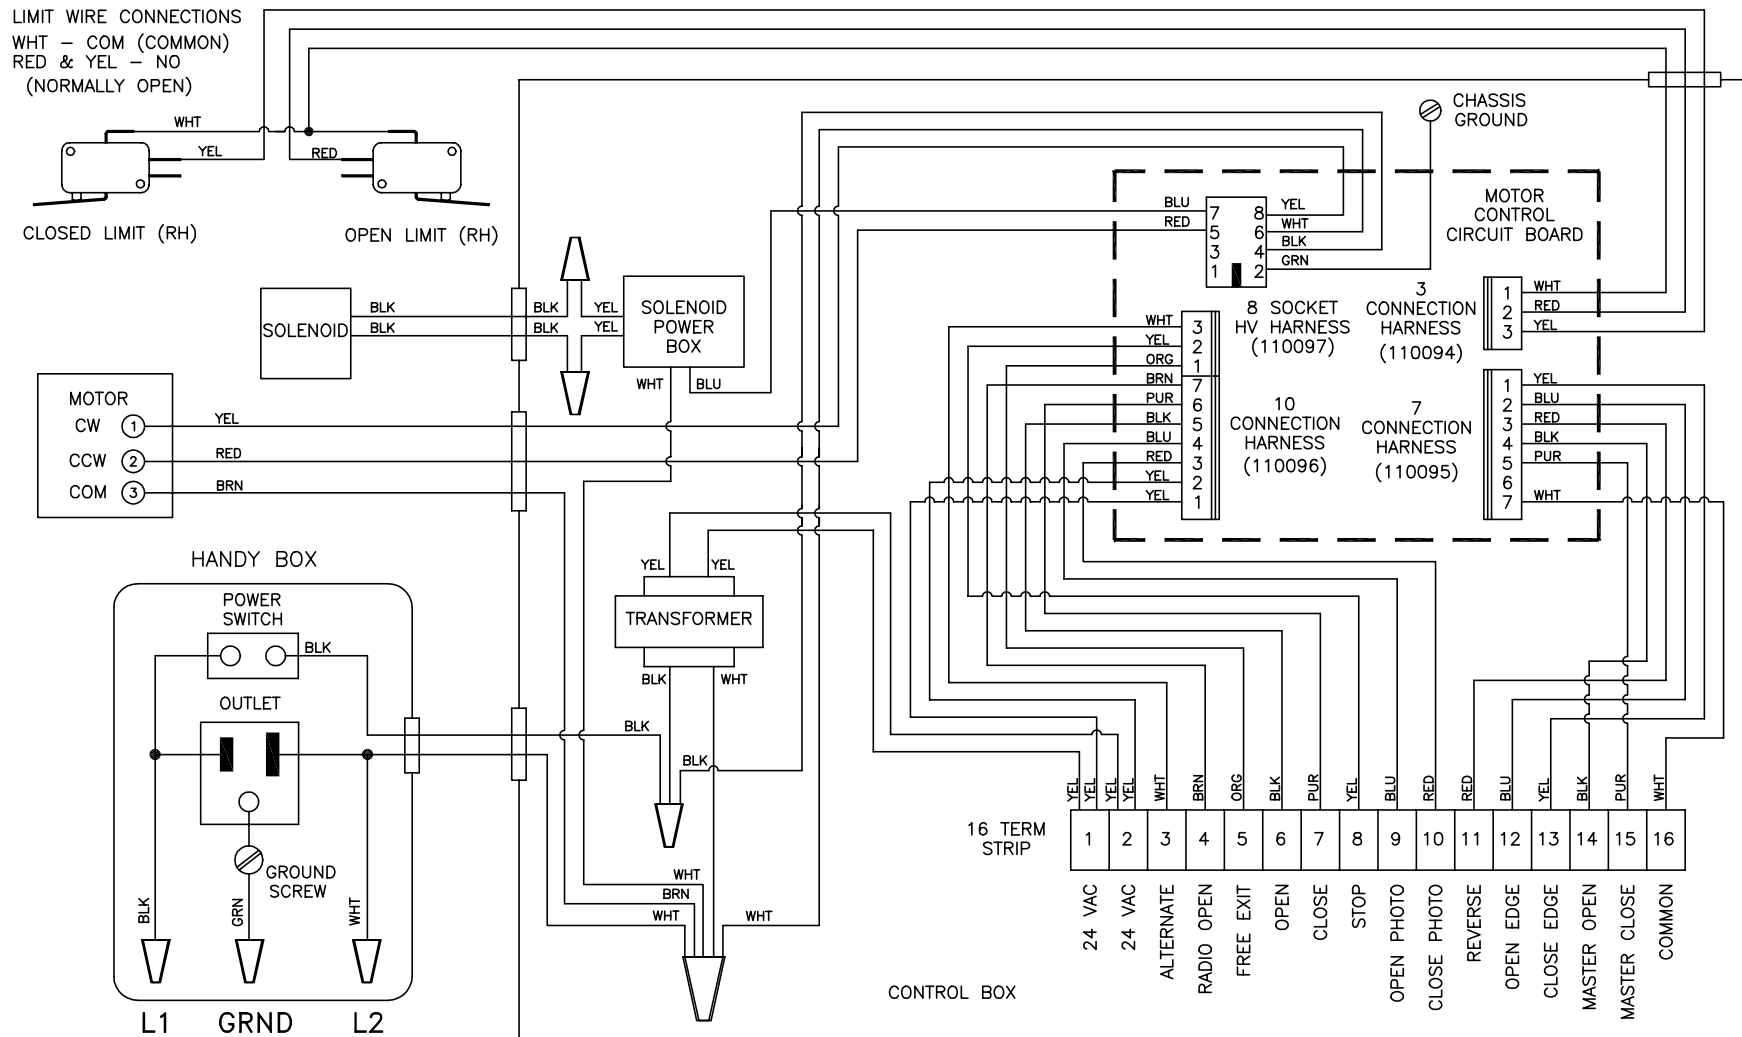 LIMIT WIRE CONNECTIONS
WHT – COM (COMMON)
RED & YEL – NO
(NORMALLY OPEN)
WHT
YEL
RED
CLOSED LIMIT (RH)
OPEN LIMIT (RH)
CHASSIS
GROUND
MOTOR
CONTROL
CIRCUIT BOARD
BLU
RED
7
5
3
1
8
6
4
2
YEL
WHT
BLK
GRN
8 SOCKET
HV HARNESS
(110097)
3
CONNECTION
HARNESS
(110094)
1
2
3
WHT
RED
YEL
SOLENOID
BLK
BLK
BLK
BLK
YEL
YEL
SOLENOID
POWER
BOX
WHT
BLU
MOTOR
CW 1
CCW 2
COM 3
YEL
RED
BRN
WHT 3
YEL 2
ORG 1
BRN 7
PUR 6
BLK 5
BLU 4
RED 3
YEL 2
YEL 1
10
CONNECTION
HARNESS
(110096)
7
CONNECTION
HARNESS
(110095)
1 YEL
2 BLU
3 RED
4 BLK
5 PUR
6
7 WHT
HANDY BOX
POWER
SWITCH
BLK
OUTLET
GROUND
SCREW
BLK
GRN
WHT
L1
GRND
L2
YEL
YEL
TRANSFORMER
BLK
WHT
BLK
BLK
WHT
BRN
WHT
WHT
CONTROL BOX
16 TERM
STRIP
YEL
YEL
YEL
YEL
WHT
BRN
ORG
BLK
PUR
YEL
BLU
RED
RED
BLU
YEL
BLK
PUR
WHT
1
2
3
4
5
6
7
8
9
10
11
12
13
14
15
16
24 VAC
24 VAC
ALTERNATE
RADIO OPEN
FREE EXIT
OPEN
CLOSE
STOP
OPEN PHOTO
CLOSE PHOTO
REVERSE
OPEN EDGE
CLOSE EDGE
MASTER OPEN
MASTER CLOSE
COMMON